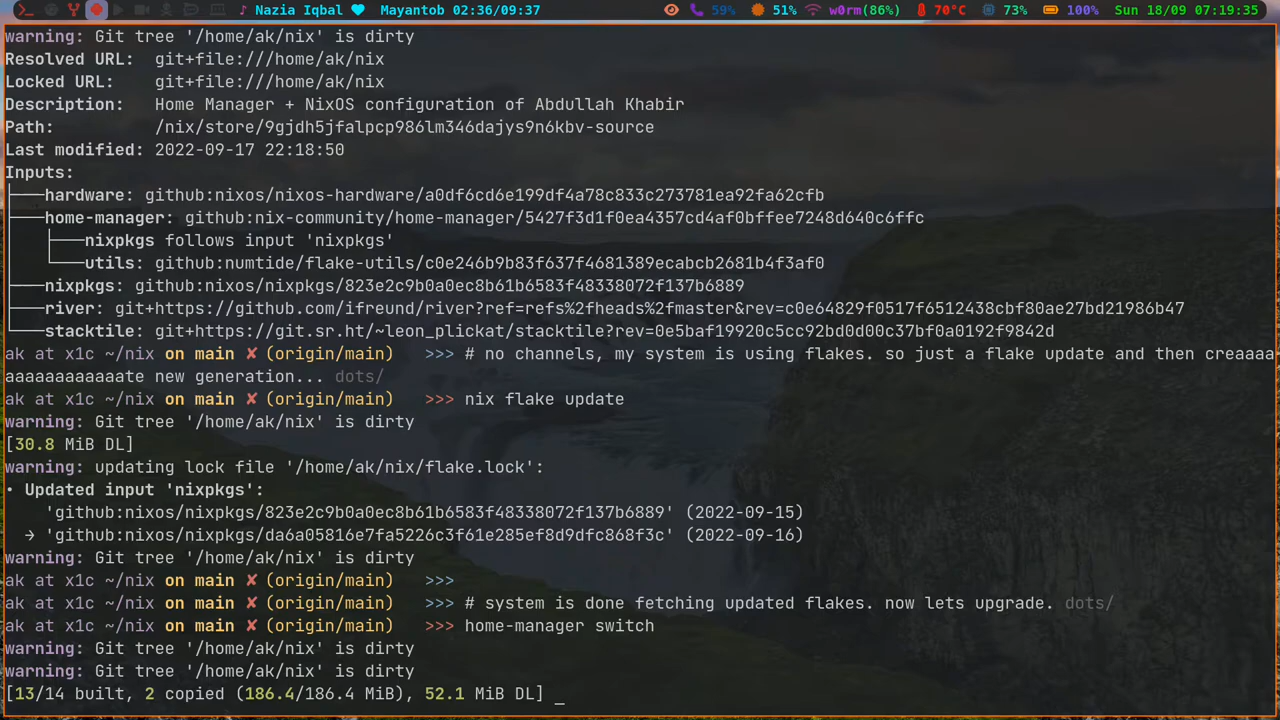 ♪ Nazia Iqbal ♥ Mayantob 02:36/09:37 59% 51% w0rm(86%) 70°C 73% 100% Sun 18/09 07:19:35
warning: Git tree '/home/ak/nix' is dirty
Resolved URL:  git+file:///home/ak/nix
Locked URL:    git+file:///home/ak/nix
Description:   Home Manager + NixOS configuration of Abdullah Khabir
Path:          /nix/store/9gjdh5jfalpcp986lm346dajys9n6kbv-source
Last modified: 2022-09-17 22:18:50
Inputs:
├───hardware: github:nixos/nixos-hardware/a0df6cd6e199df4a78c833c273781ea92fa62cfb
├───home-manager: github:nix-community/home-manager/5427f3d1f0ea4357cd4af0bffee7248d640c6ffc
│   ├───nixpkgs follows input 'nixpkgs'
│   └───utils: github:numtide/flake-utils/c0e246b9b83f637f4681389ecabcb2681b4f3af0
├───nixpkgs: github:nixos/nixpkgs/823e2c9b0a0ec8b61b6583f48338072f137b6889
├───river: git+https://github.com/ifreund/river?ref=refs%2fheads%2fmaster&rev=c0e64829f0517f6512438cbf80ae27bd21986b47
└───stacktile: git+https://git.sr.ht/~leon_plickat/stacktile?rev=0e5baf19920c5cc92bd0d00c37bf0a0192f9842d
ak at x1c ~/nix on main ✘ (origin/main)   >>> # no channels, my system is using flakes. so just a flake update and then creaaaa
aaaaaaaaaaaate new generation... dots/
ak at x1c ~/nix on main ✘ (origin/main)   >>> nix flake update
warning: Git tree '/home/ak/nix' is dirty
[30.8 MiB DL]
warning: updating lock file '/home/ak/nix/flake.lock':
• Updated input 'nixpkgs':
    'github:nixos/nixpkgs/823e2c9b0a0ec8b61b6583f48338072f137b6889' (2022-09-15)
  → 'github:nixos/nixpkgs/da6a05816e7fa5226c3f61e285ef8d9dfc868f3c' (2022-09-16)
warning: Git tree '/home/ak/nix' is dirty
ak at x1c ~/nix on main ✘ (origin/main)   >>>
ak at x1c ~/nix on main ✘ (origin/main)   >>> # system is done fetching updated flakes. now lets upgrade. dots/
ak at x1c ~/nix on main ✘ (origin/main)   >>> home-manager switch
warning: Git tree '/home/ak/nix' is dirty
warning: Git tree '/home/ak/nix' is dirty
[13/14 built, 2 copied (186.4/186.4 MiB), 52.1 MiB DL] _